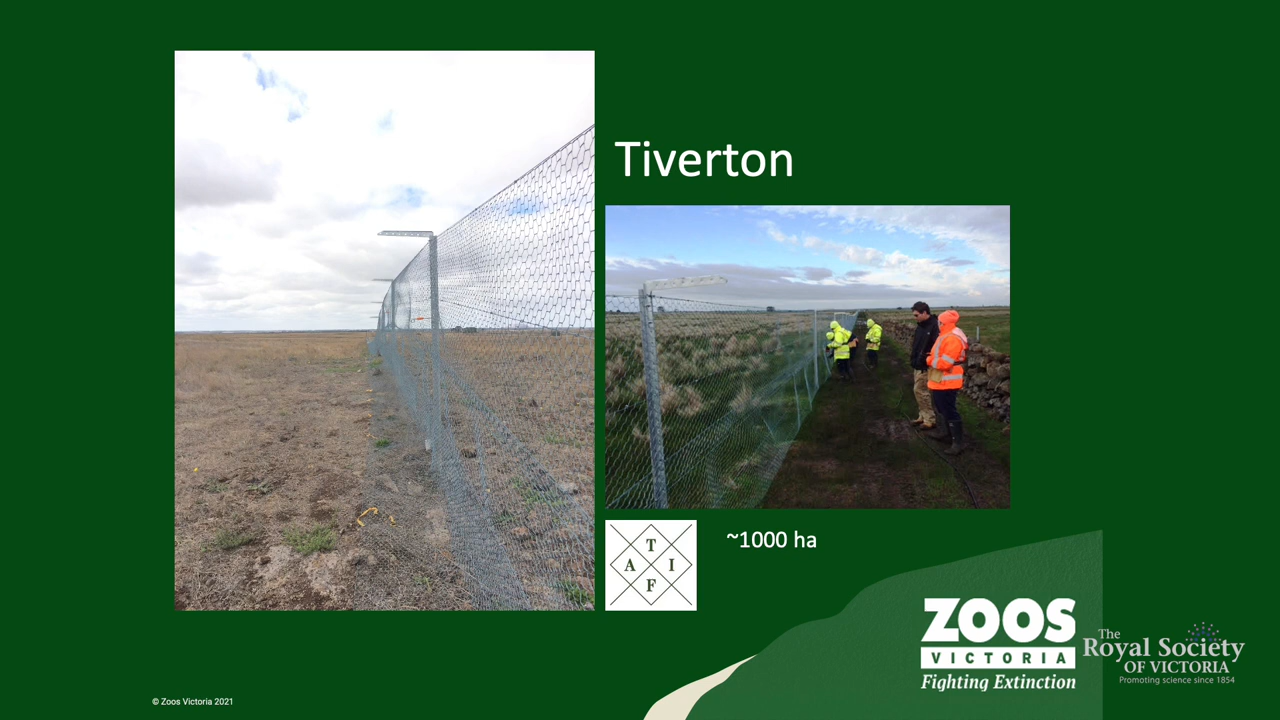 Tiverton
T
A I
F
~1000 ha
ZOOS
VICTORIA
Fighting Extinction
The
Royal Society
OF VICTORIA
Promoting science since 1854
© Zoos Victoria 2021